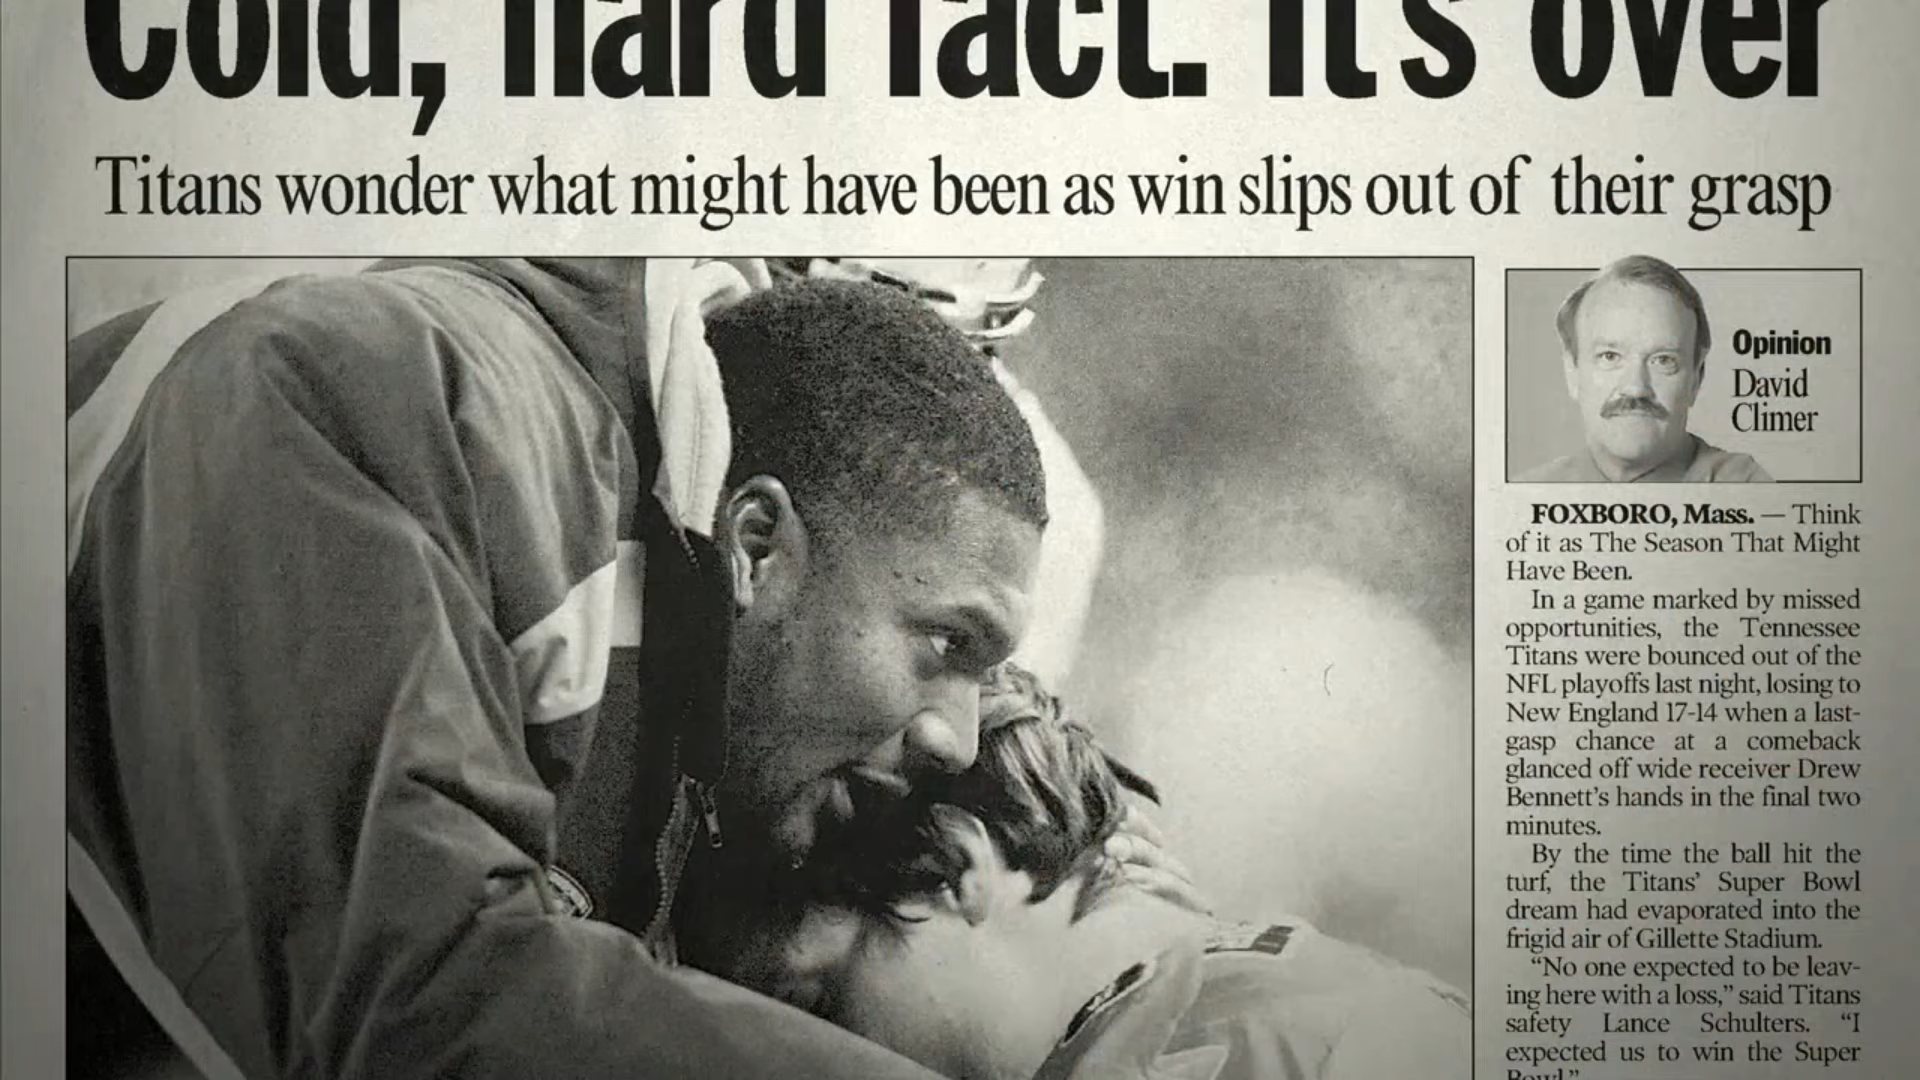 Cold, hard fact. It's over
Titans wonder what might have been as win slips out of their grasp
Opinion
David
Climer
FOXBORO, Mass. — Think
of it as The Season That Might
Have Been.
In a game marked by missed
opportunities, the Tennessee
Titans were bounced out of the
NFL playoffs last night, losing to
New England 17-14 when a last-
gasp chance at a comeback
glanced off wide receiver Drew
Bennett's hands in the final two
minutes.
By the time the ball hit the
turf, the Titans' Super Bowl
dream had evaporated into the
frigid air of Gillette Stadium.
“No one expected to be leav-
ing here with a loss,” said Titans
safety Lance Schulters. “I
expected us to win the Super
Bowl.”